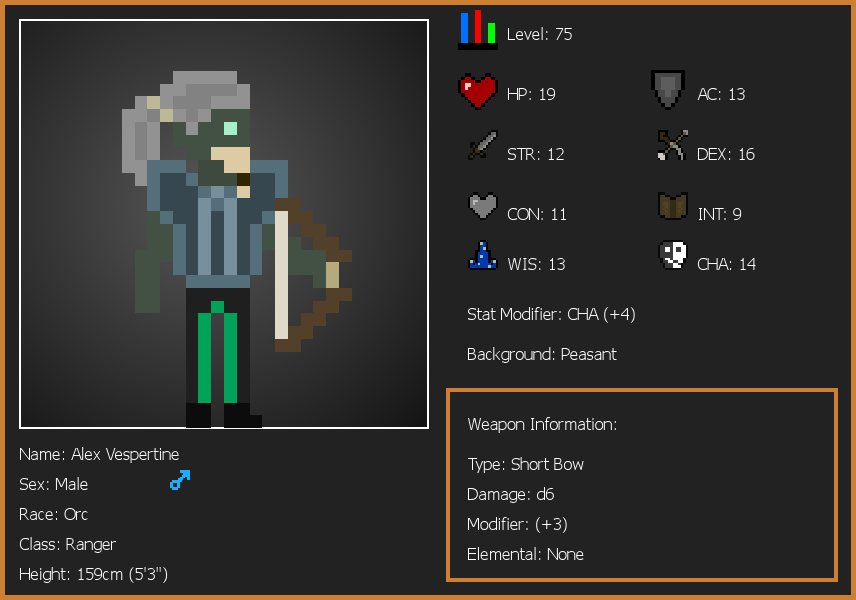 Level: 75
HP: 19
AC: 13
STR: 12
DEX: 16
CON: 11
INT: 9
WIS: 13
CHA: 14
Stat Modifier: CHA (+4)
Background: Peasant
Weapon Information:
Type: Short Bow
Damage: d6
Modifier: (+3)
Elemental: None
Name: Alex Vespertine
Sex: Male
Race: Orc
Class: Ranger
Height: 159cm (5'3")